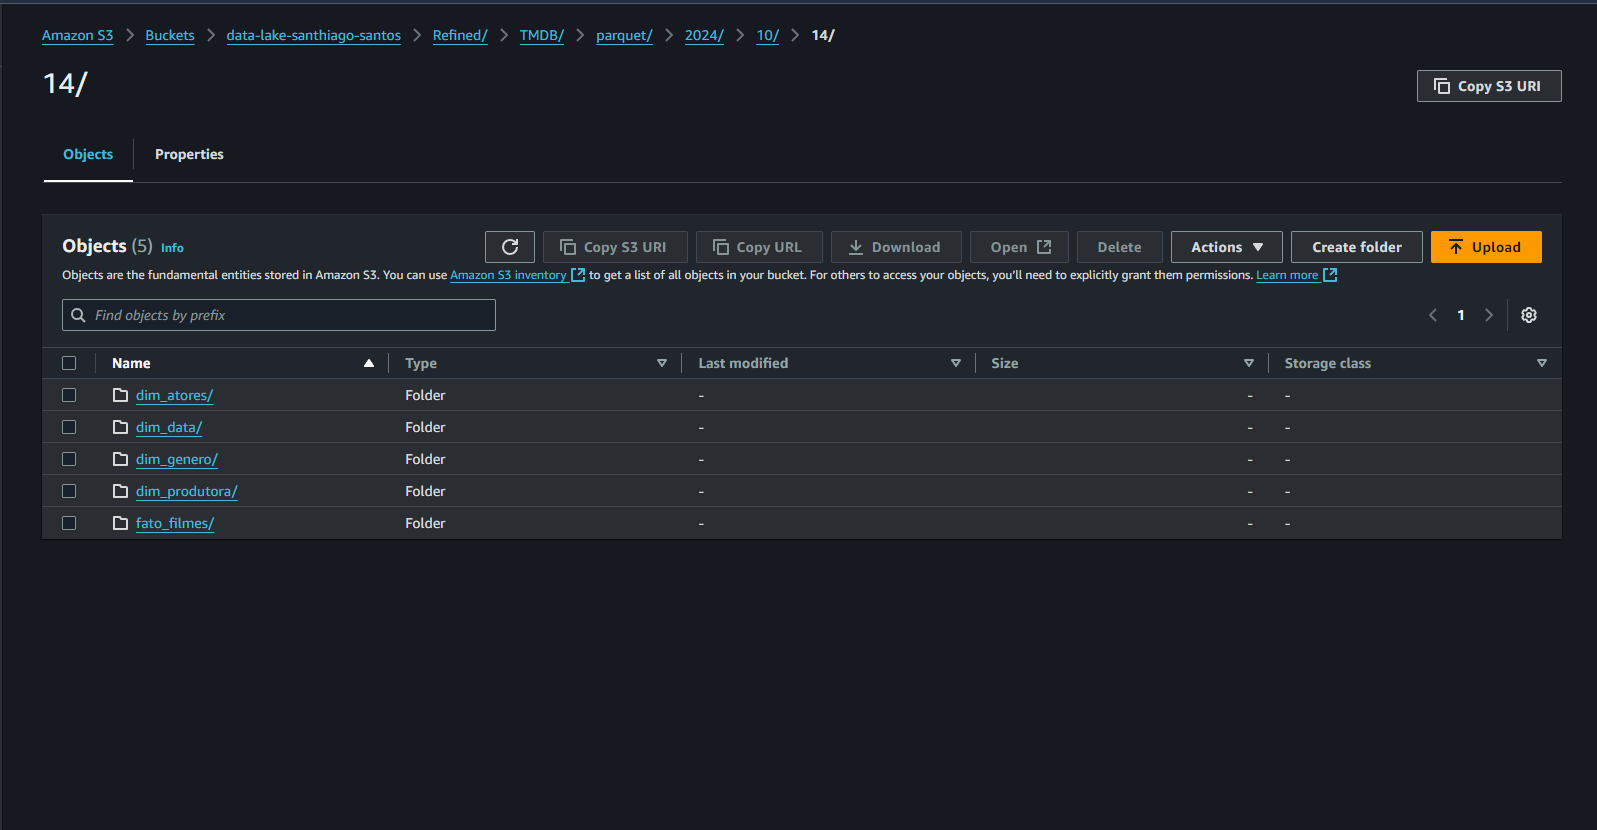 Amazon S3 > Buckets > data-lake-santhiago-santos > Refined/ > TMDB/ > parquet/ > 2024/ > 10/ > 14/
14/
Copy S3 URI
Objects Properties
Objects (5) Info
Copy S3 URI Copy URL Download Open Delete Actions Create folder Upload
Objects are the fundamental entities stored in Amazon S3. You can use Amazon S3 inventory to get a list of all objects in your bucket. For others to access your objects, you’ll need to explicitly grant them permissions. Learn more
Find objects by prefix
1
Name Type Last modified Size Storage class
dim_atores/ Folder - - -
dim_data/ Folder - - -
dim_genero/ Folder - - -
dim_produtora/ Folder - - -
fato_filmes/ Folder - - -